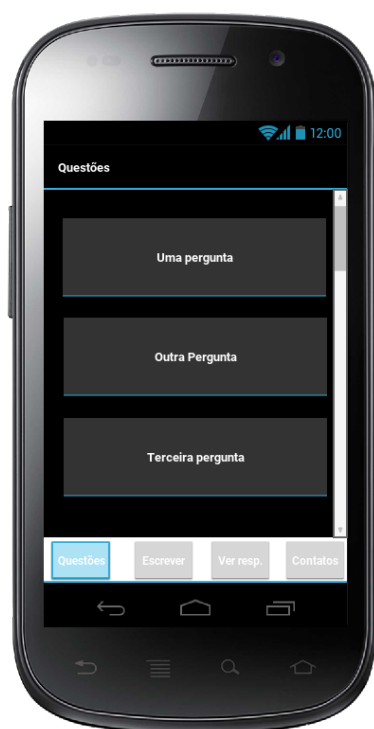 12:00
Questões
Uma pergunta
Outra Pergunta
Terceira pergunta
Questões Escrever Ver resp. Contatos